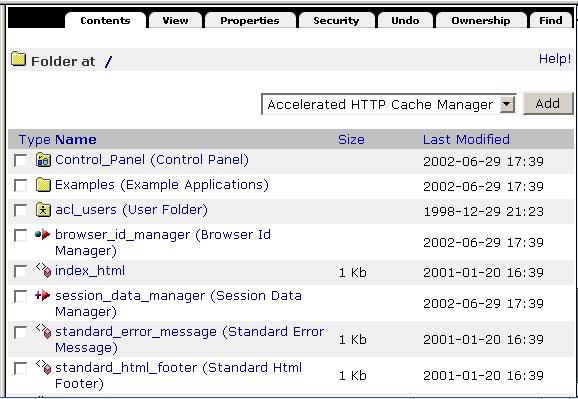 Contents View Properties Security Undo Ownership Find
Folder at / Help!
Accelerated HTTP Cache Manager Add
Type Name Size Last Modified
Control_Panel (Control Panel) 2002-06-29 17:39
Examples (Example Applications) 2002-06-29 17:39
acl_users (User Folder) 1998-12-29 21:23
browser_id_manager (Browser Id
Manager) 2002-06-29 17:39
index_html 1 Kb 2001-01-20 16:39
session_data_manager (Session Data
Manager) 2002-06-29 17:39
standard_error_message (Standard Error
Message) 1 Kb 2001-01-20 16:39
standard_html_footer (Standard Html
Footer) 1 Kb 2001-01-20 16:39